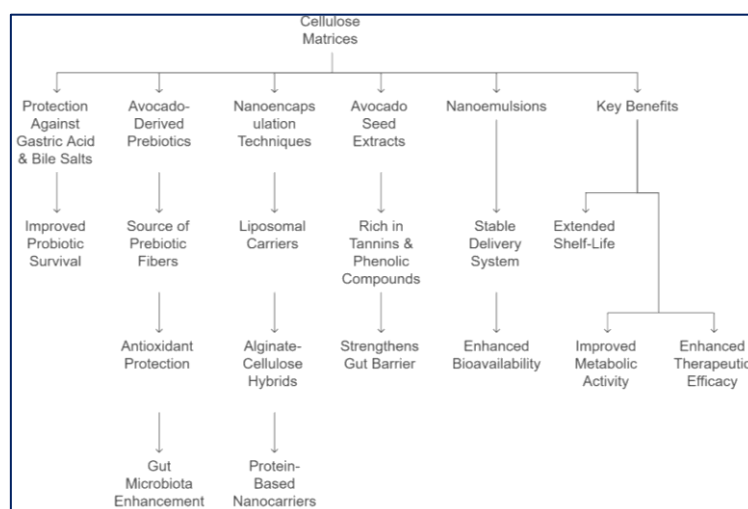 Cellulose
Matrices
Protection
Against
Gastric Acid
& Bile Salts
Avocado-
Derived
Prebiotics
Nanoencaps
ulation
Techniques
Avocado
Seed
Extracts
Nanoemulsions
Key Benefits
Improved
Probiotic
Survival
Source of
Prebiotic
Fibers
Liposomal
Carriers
Rich in
Tannins &
Phenolic
Compounds
Stable
Delivery
System
Extended
Shelf-Life
Antioxidant
Protection
Alginate-
Cellulose
Hybrids
Strengthens
Gut Barrier
Enhanced
Bioavailability
Improved
Metabolic
Activity
Enhanced
Therapeutic
Efficacy
Gut
Microbiota
Enhancement
Protein-
Based
Nanocarriers